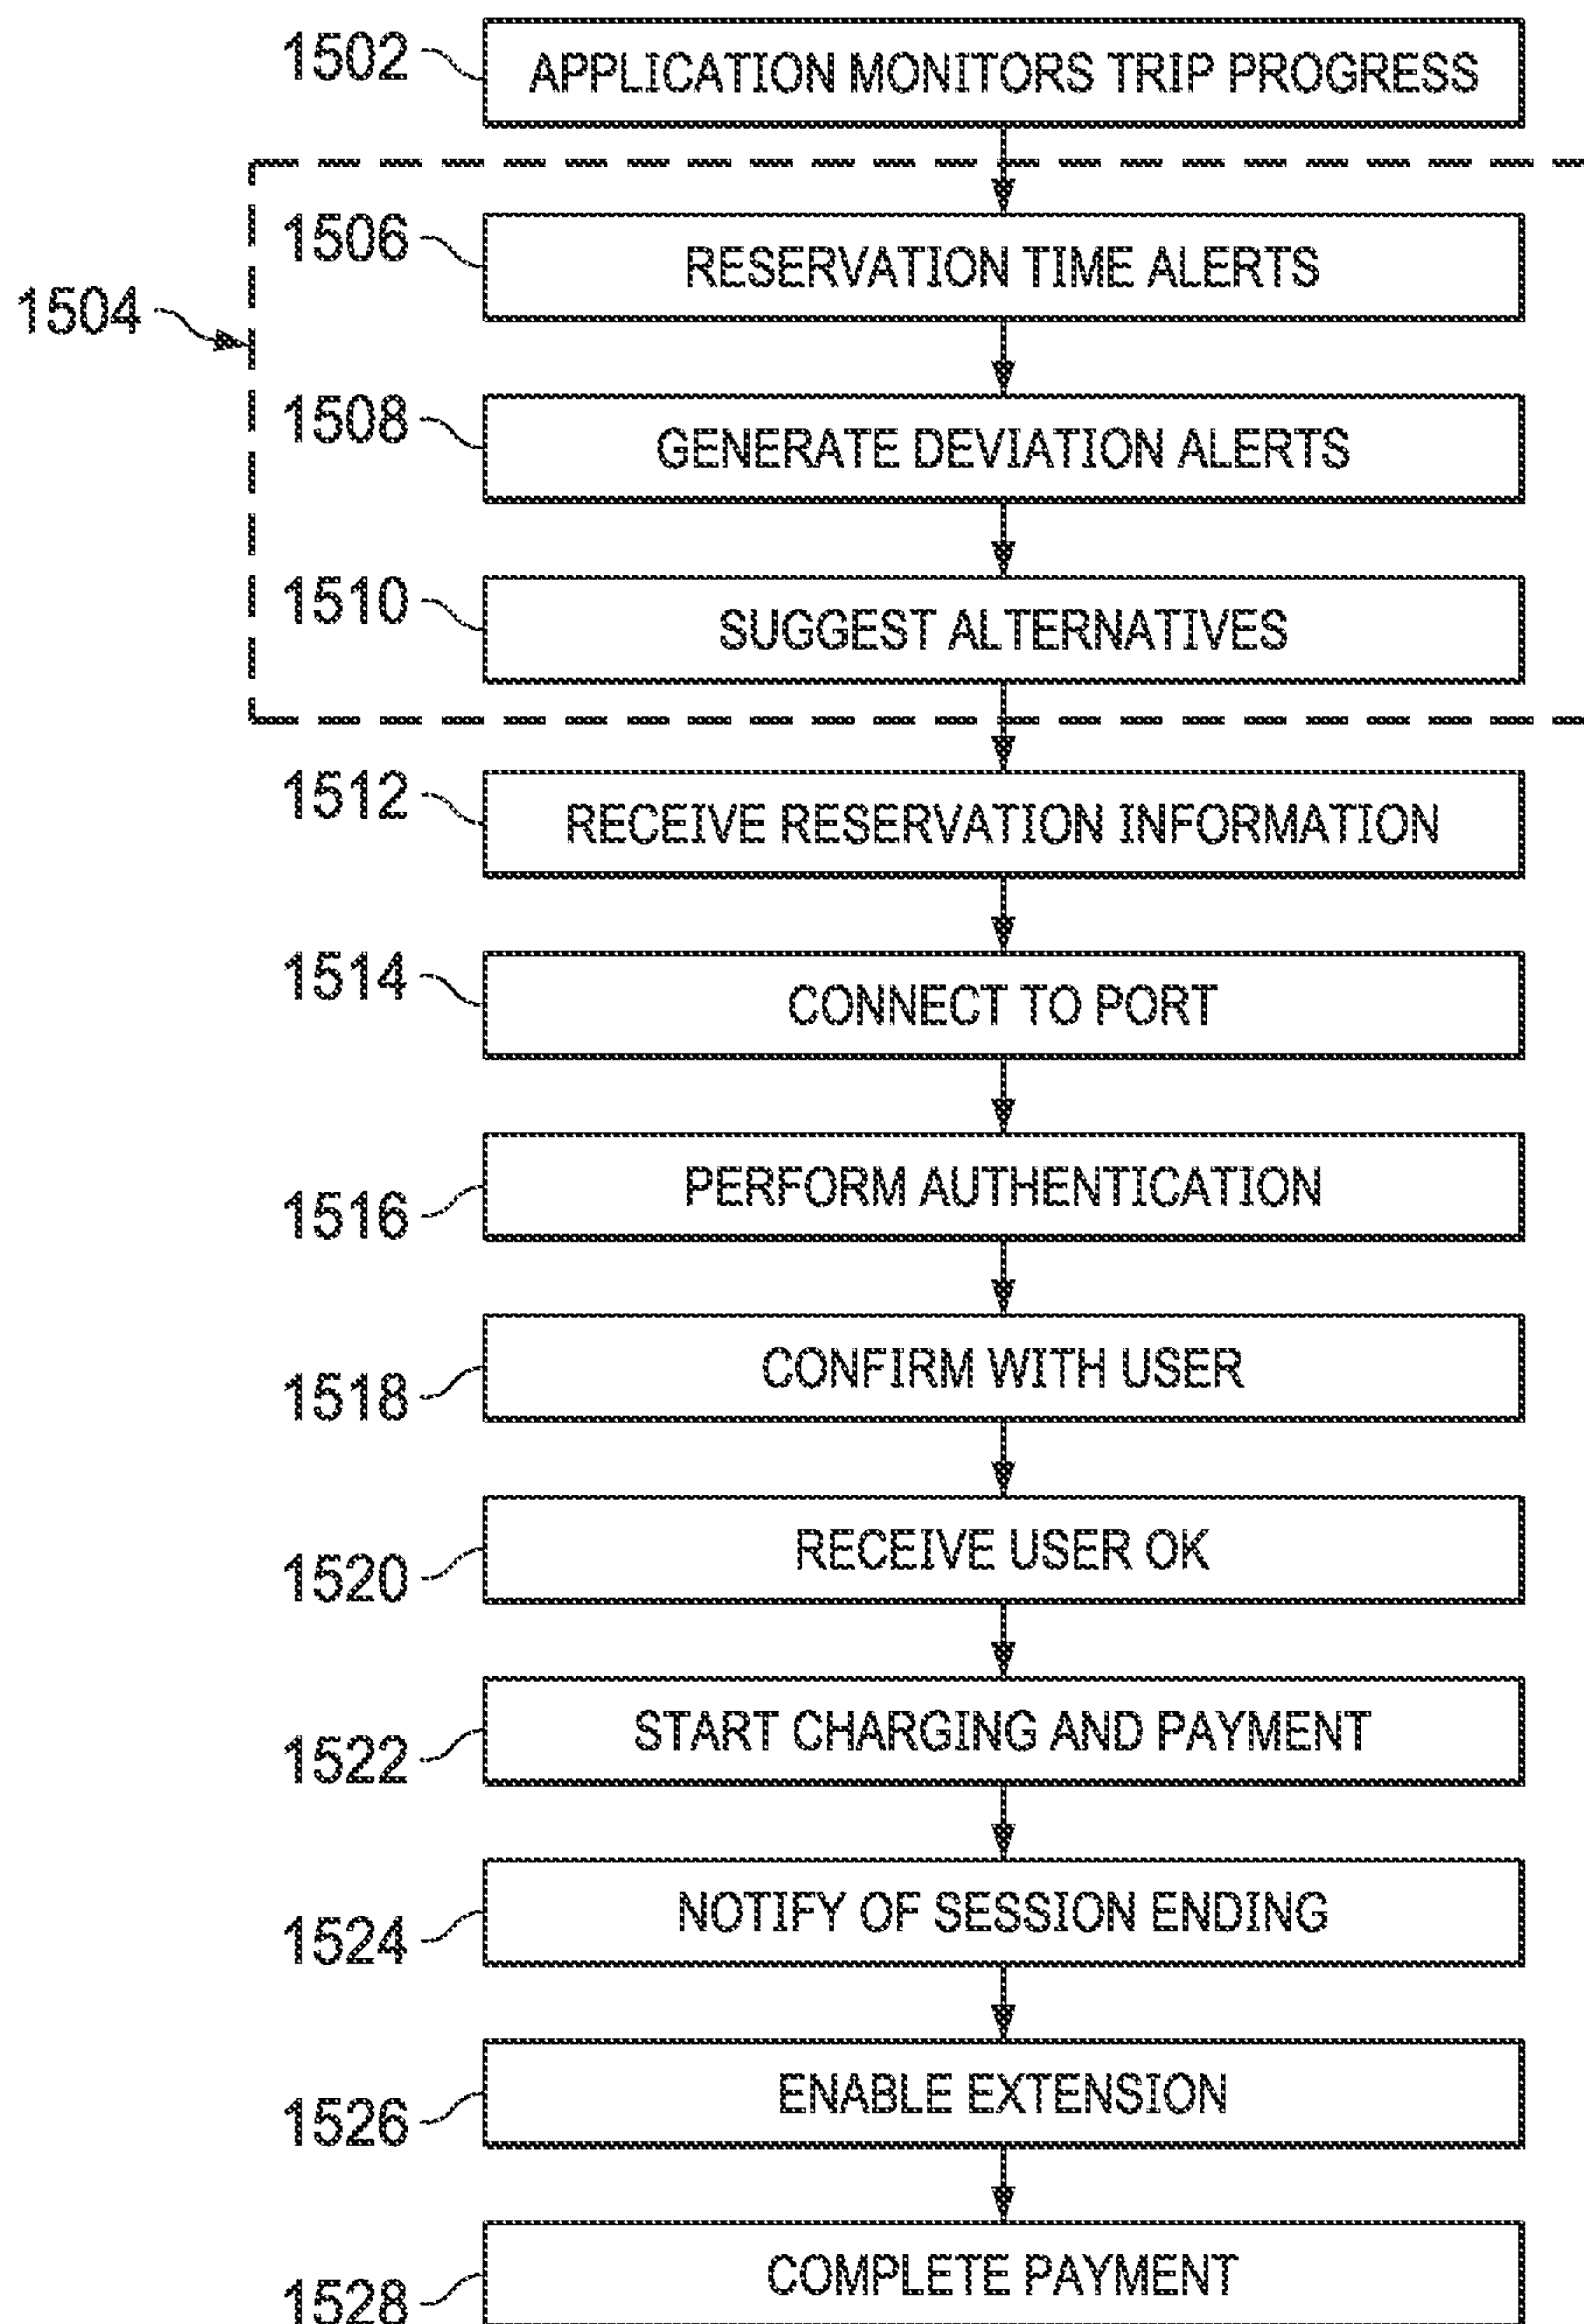 1502 APPLICATION MONITORS TRIP PROGRESS
1506 RESERVATION TIME ALERTS
1504
1508 GENERATE DEVIATION ALERTS
1510 SUGGEST ALTERNATIVES
1512 RECEIVE RESERVATION INFORMATION
1514 CONNECT TO PORT
1516 PERFORM AUTHENTICATION
1518 CONFIRM WITH USER
1520 RECEIVE USER OK
1522 START CHARGING AND PAYMENT
1524 NOTIFY OF SESSION ENDING
1526 ENABLE EXTENSION
1528 COMPLETE PAYMENT